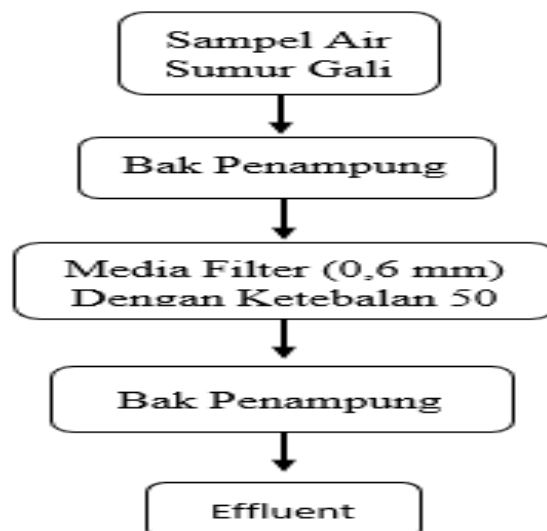 Sampel Air
Sumur Gali
Bak Penampung
Media Filter (0,6 mm)
Dengan Ketebalan 50
Bak Penampung
Effluent